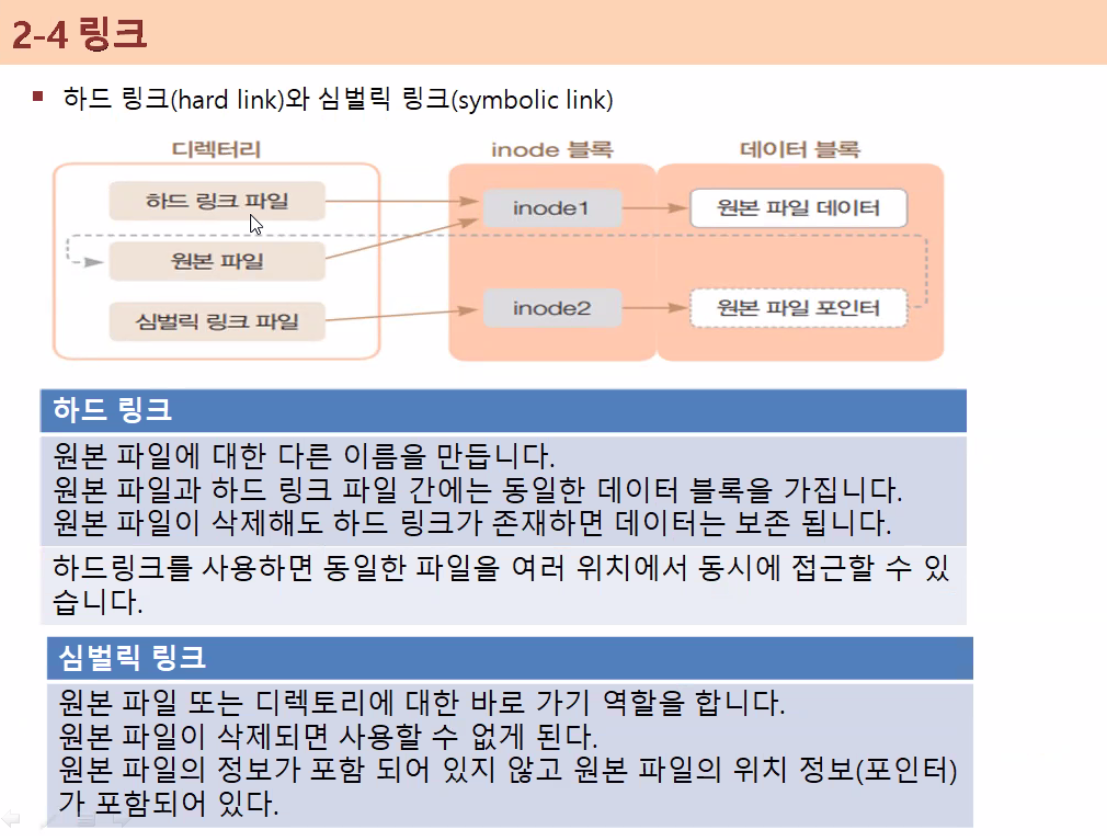 2-4 링크
하드 링크(hard link)와 심벌릭 링크(symbolic link)
디렉터리
inode 블록
데이터 블록
하드 링크 파일
inode1
원본 파일 데이터
원본 파일
심벌릭 링크 파일
inode2
원본 파일 포인터
하드 링크
원본 파일에 대한 다른 이름을 만듭니다.
원본 파일과 하드 링크 파일 간에는 동일한 데이터 블록을 가집니다.
원본 파일이 삭제해도 하드 링크가 존재하면 데이터는 보존 됩니다.
하드링크를 사용하면 동일한 파일을 여러 위치에서 동시에 접근할 수 있
습니다.
심벌릭 링크
원본 파일 또는 디렉토리에 대한 바로 가기 역할을 합니다.
원본 파일이 삭제되면 사용할 수 없게 된다.
원본 파일의 정보가 포함 되어 있지 않고 원본 파일의 위치 정보(포인터)
가 포함되어 있다.